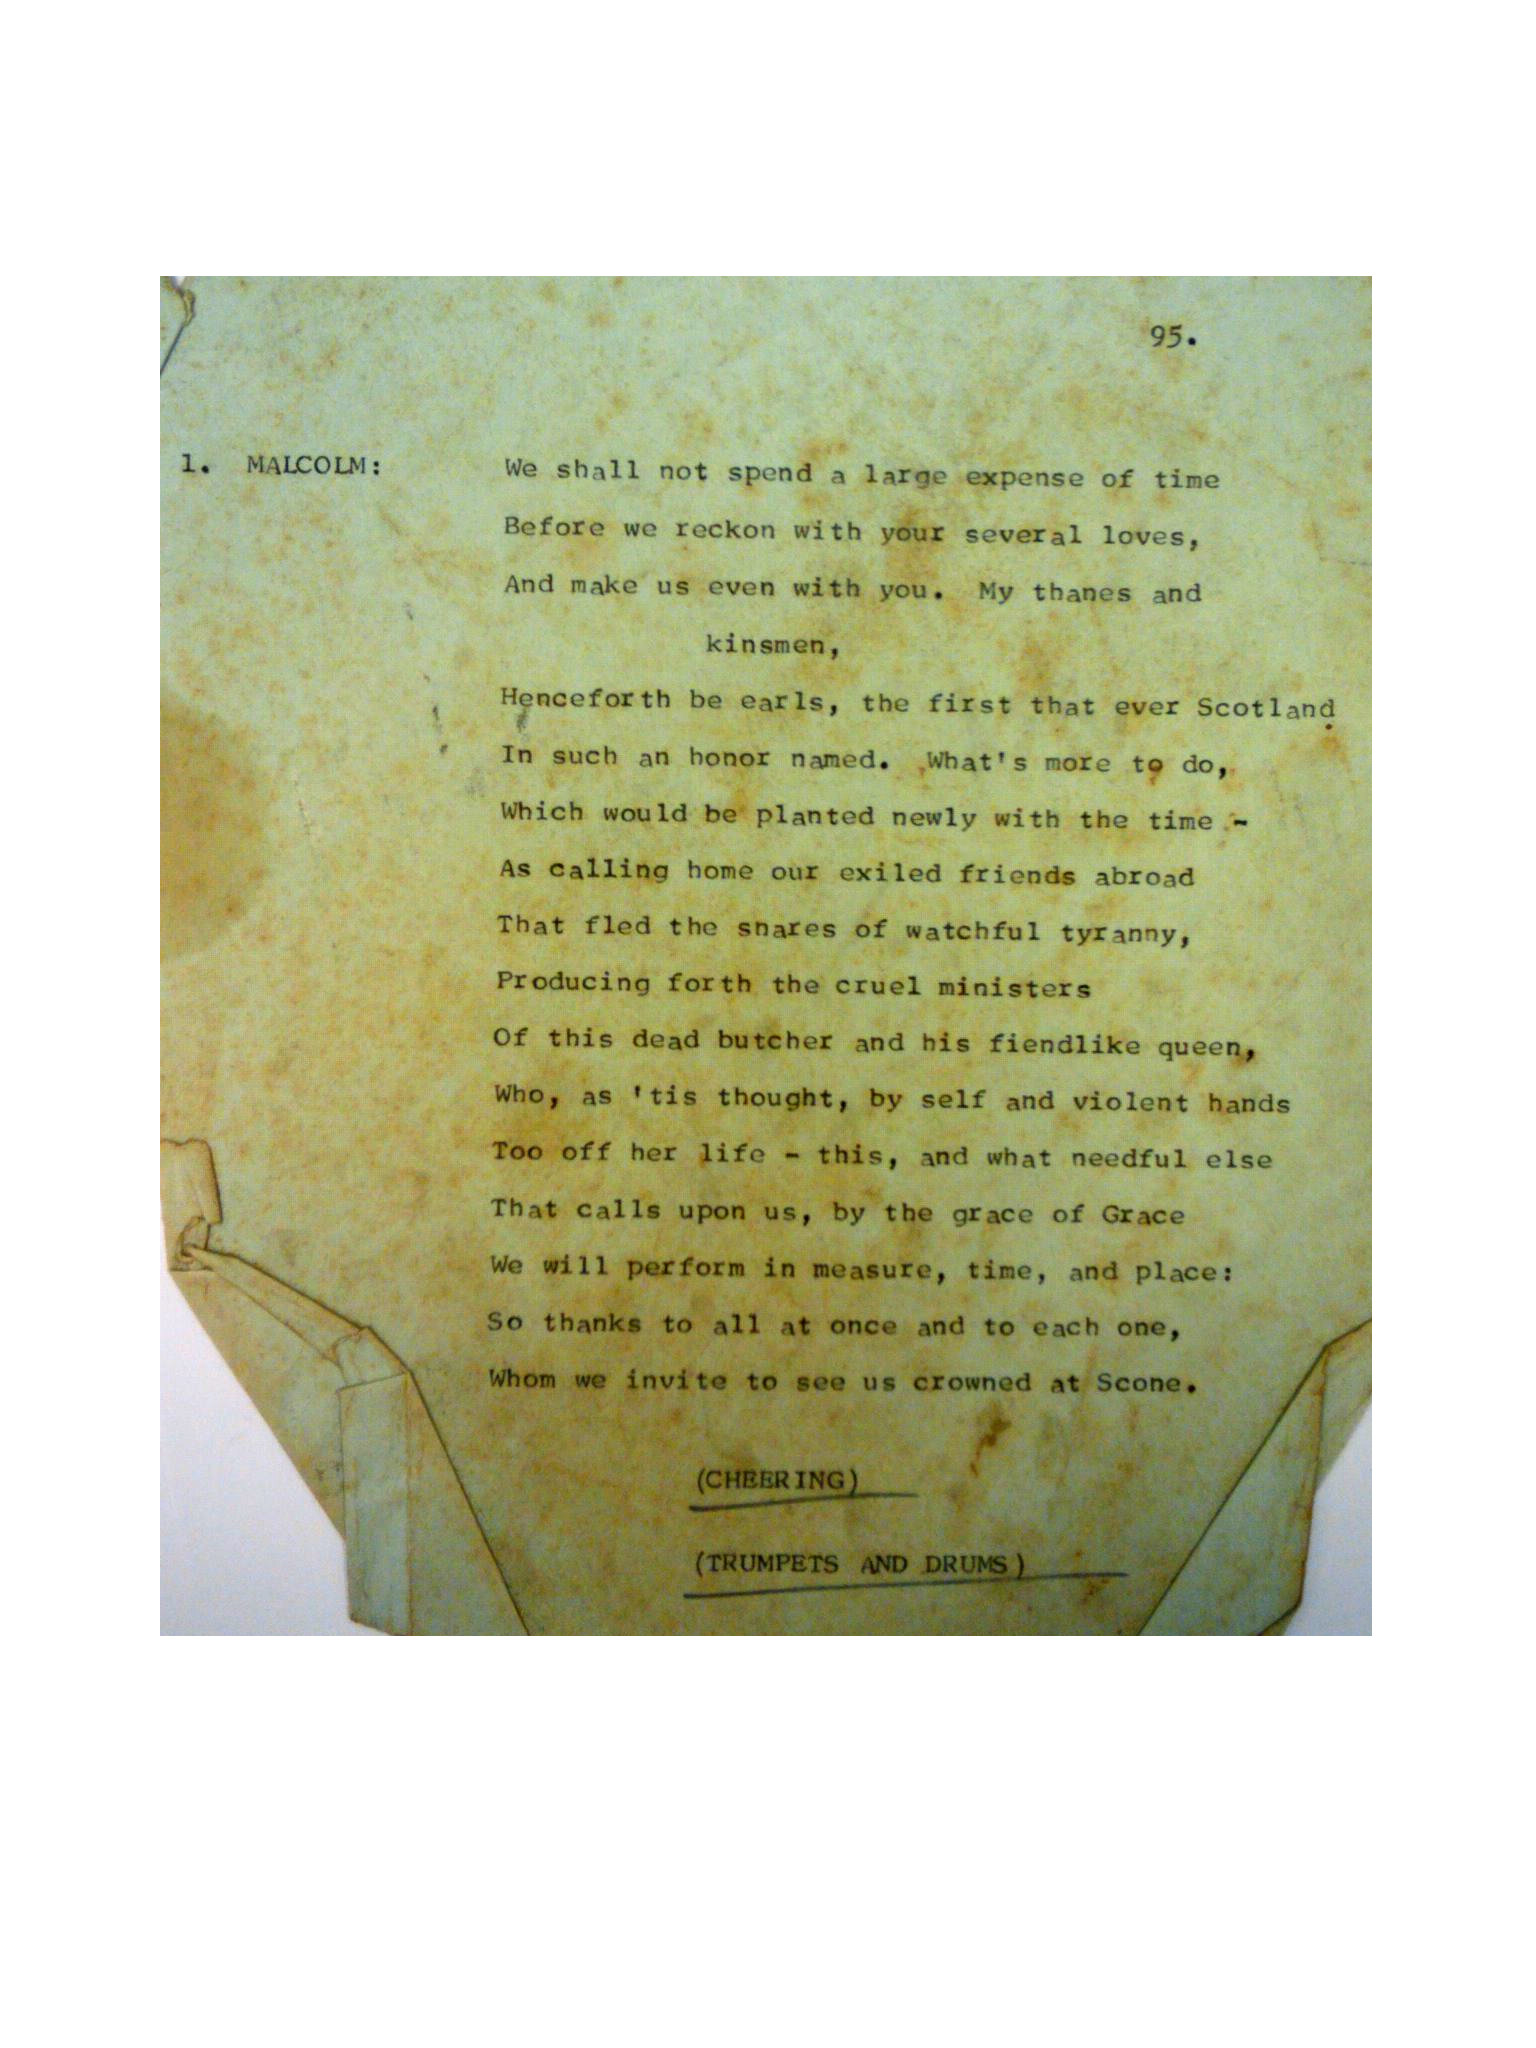 95.
1. MALCOLM: We shall not spend a large expense of time
Before we reckon with your several loves,
And make us even with you. My thanes and
kinsmen,
Henceforth be earls, the first that ever Scotland
In such an honor named. What's more to do,
Which would be planted newly with the time -
As calling home our exiled friends abroad
That fled the snares of watchful tyranny,
Producing forth the cruel ministers
Of this dead butcher and his fiendlike queen,
Who, as 'tis thought, by self and violent hands
Too off her life - this, and what needful else
That calls upon us, by the grace of Grace
We will perform in measure, time, and place:
So thanks to all at once and to each one,
Whom we invite to see us crowned at Scone.
(CHEERING)
(TRUMPETS AND DRUMS)